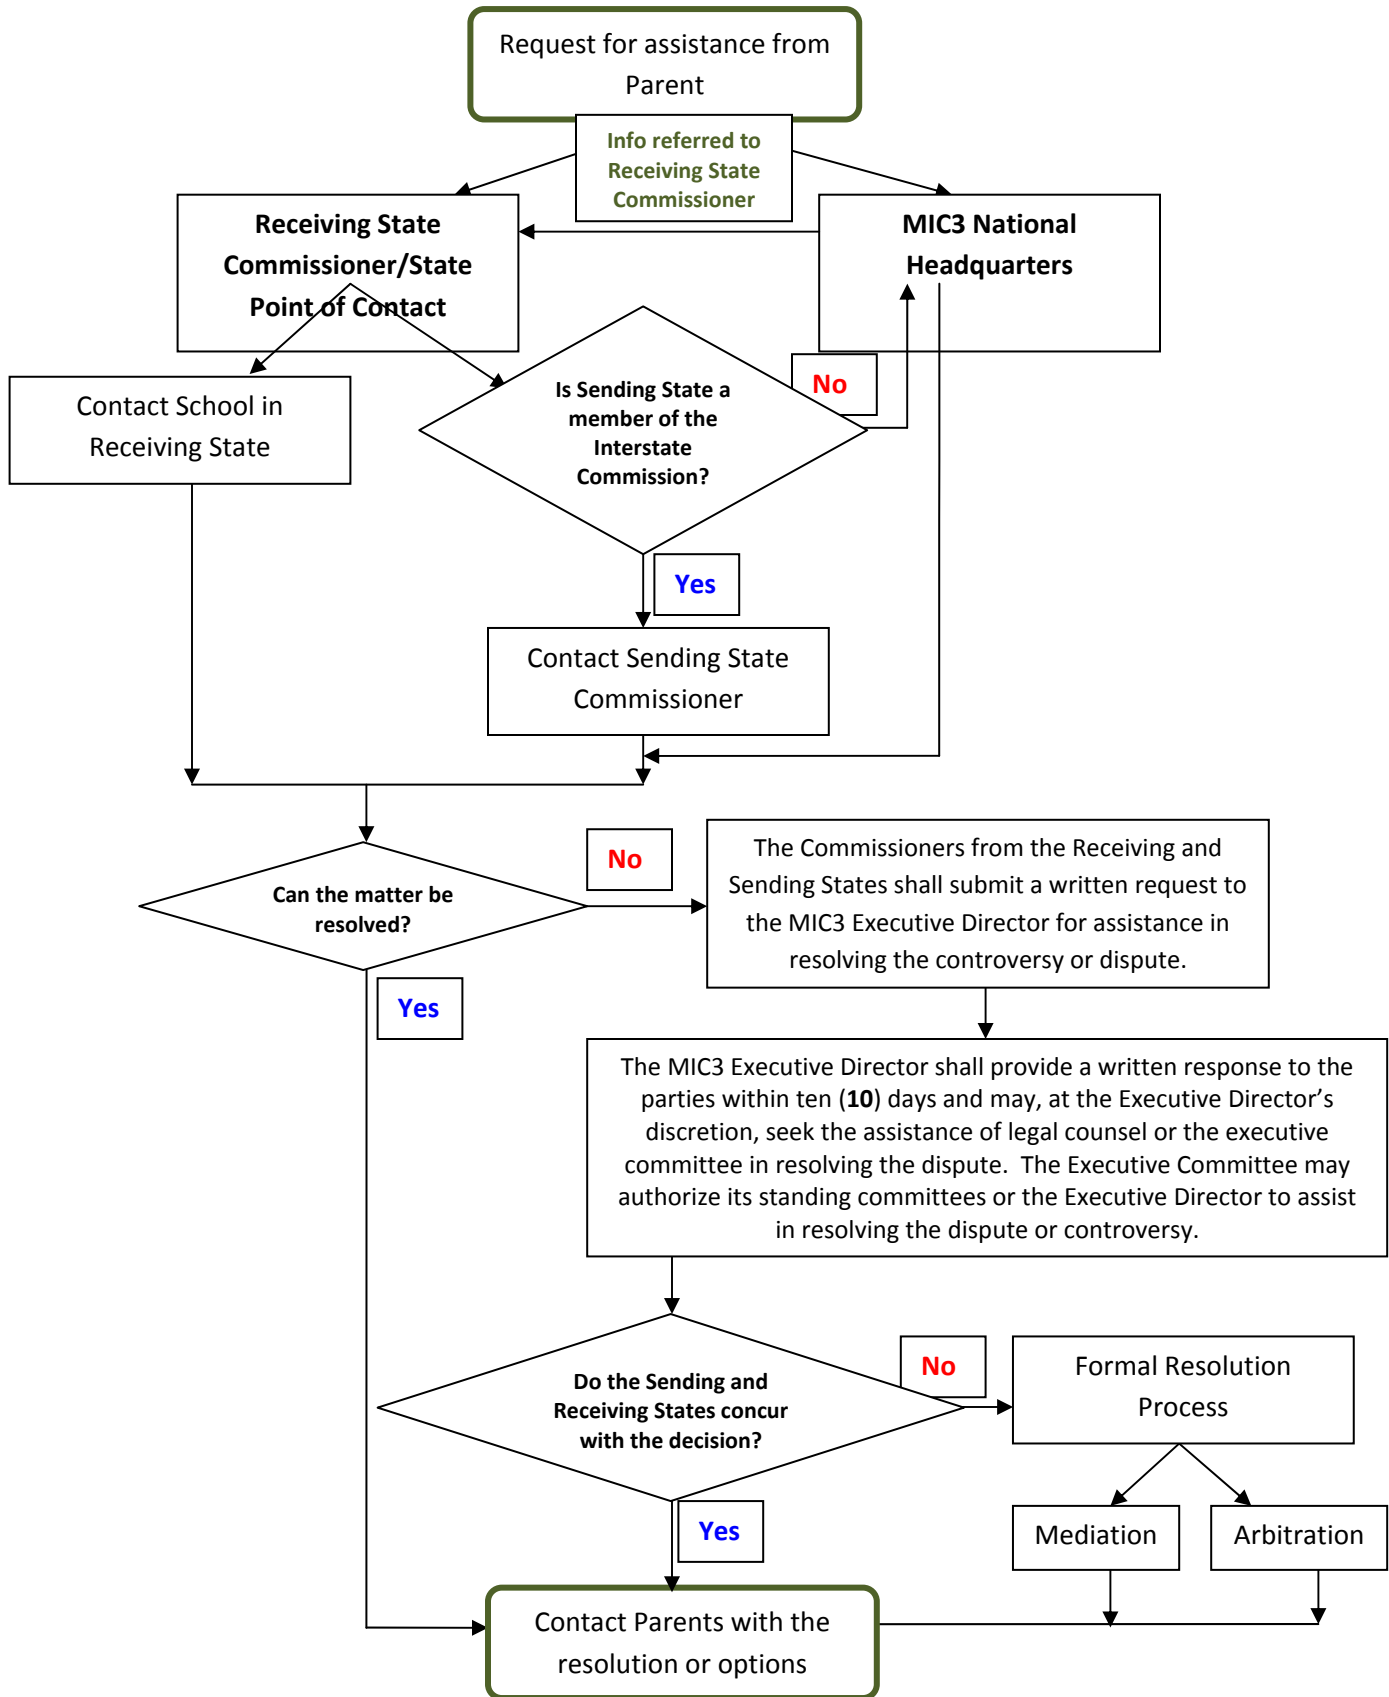 Request for assistance from
Parent
Info referred to
Receiving State
Commissioner
Receiving State
Commissioner/State
Point of Contact
MIC3 National
Headquarters
Contact School in
Receiving State
Is Sending State a
member of the
Interstate
Commission?
No
Yes
Contact Sending State
Commissioner
Can the matter be
resolved?
No
The Commissioners from the Receiving and
Sending States shall submit a written request to
the MIC3 Executive Director for assistance in
resolving the controversy or dispute.
Yes
The MIC3 Executive Director shall provide a written response to the
parties within ten (10) days and may, at the Executive Director’s
discretion, seek the assistance of legal counsel or the executive
committee in resolving the dispute.  The Executive Committee may
authorize its standing committees or the Executive Director to assist
in resolving the dispute or controversy.
Do the Sending and
Receiving States concur
with the decision?
No
Formal Resolution
Process
Yes
Mediation
Arbitration
Contact Parents with the
resolution or options